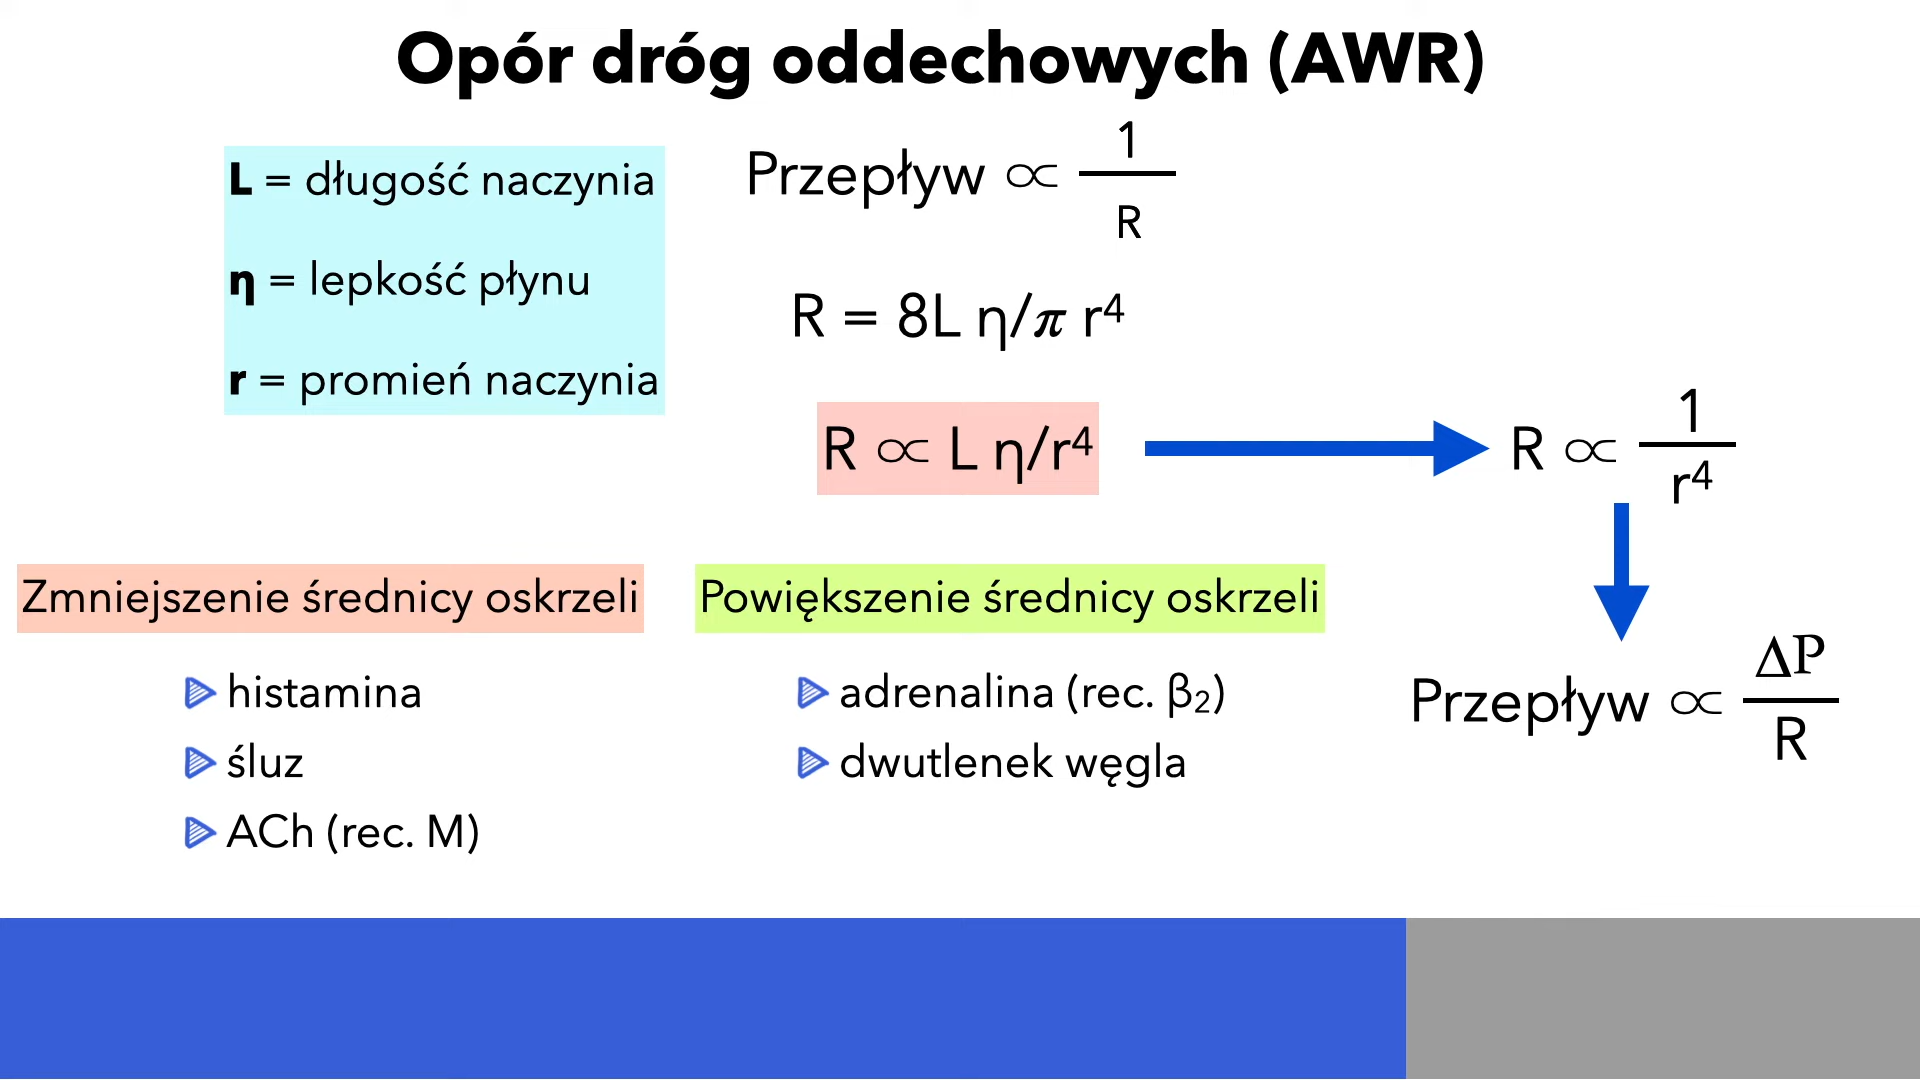 Opór dróg oddechowych (AWR)
L = długość naczynia
η = lepkość płynu
r = promień naczynia
Przepływ ∝ 1/R
R = 8L η/π r⁴
R ∝ L η/r⁴
R ∝ 1/r⁴
Przepływ ∝ ΔP/R
Zmniejszenie średnicy oskrzeli
histamina
śluz
ACh (rec. M)
Powiększenie średnicy oskrzeli
adrenalina (rec. β₂)
dwutlenek węgla